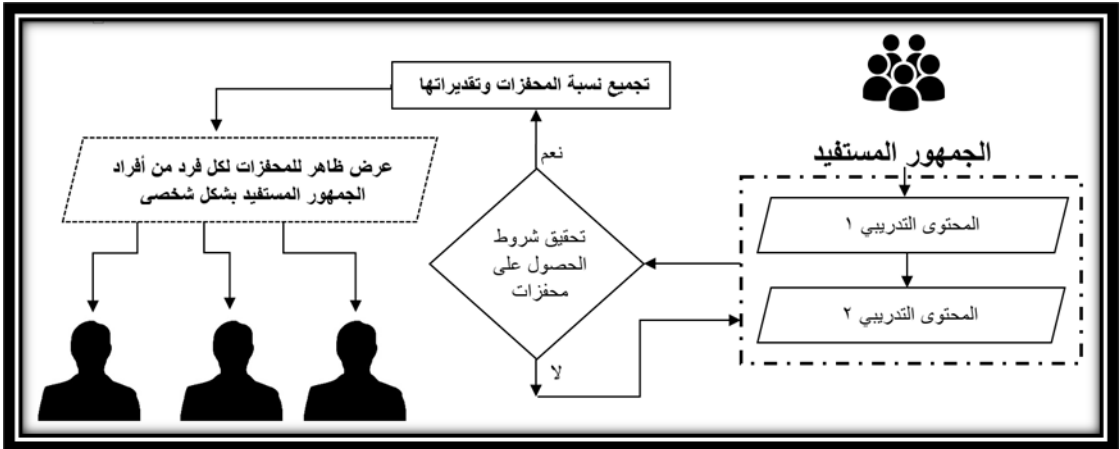 الجمهور المستفيد
المحتوى التدريبي ١
المحتوى التدريبي ٢
تحقيق شروط
الحصول على
محفزات
نعم
لا
تجميع نسبة المحفزات وتقديراتها
عرض ظاهر للمحفزات لكل فرد من أفراد
الجمهور المستفيد بشكل شخصى